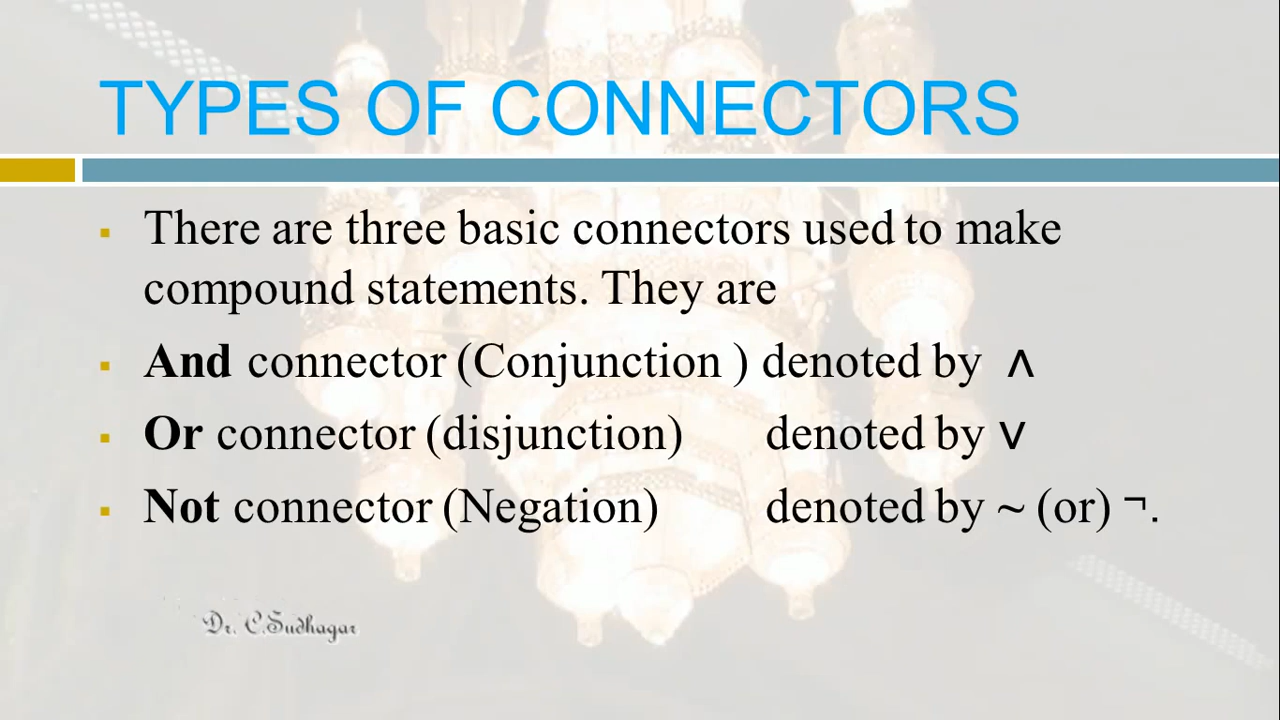 TYPES OF CONNECTORS
There are three basic connectors used to make
compound statements. They are
And connector (Conjunction ) denoted by ∧
Or connector (disjunction) denoted by ∨
Not connector (Negation) denoted by ~ (or) ¬.
Dr. C.Sudhagar